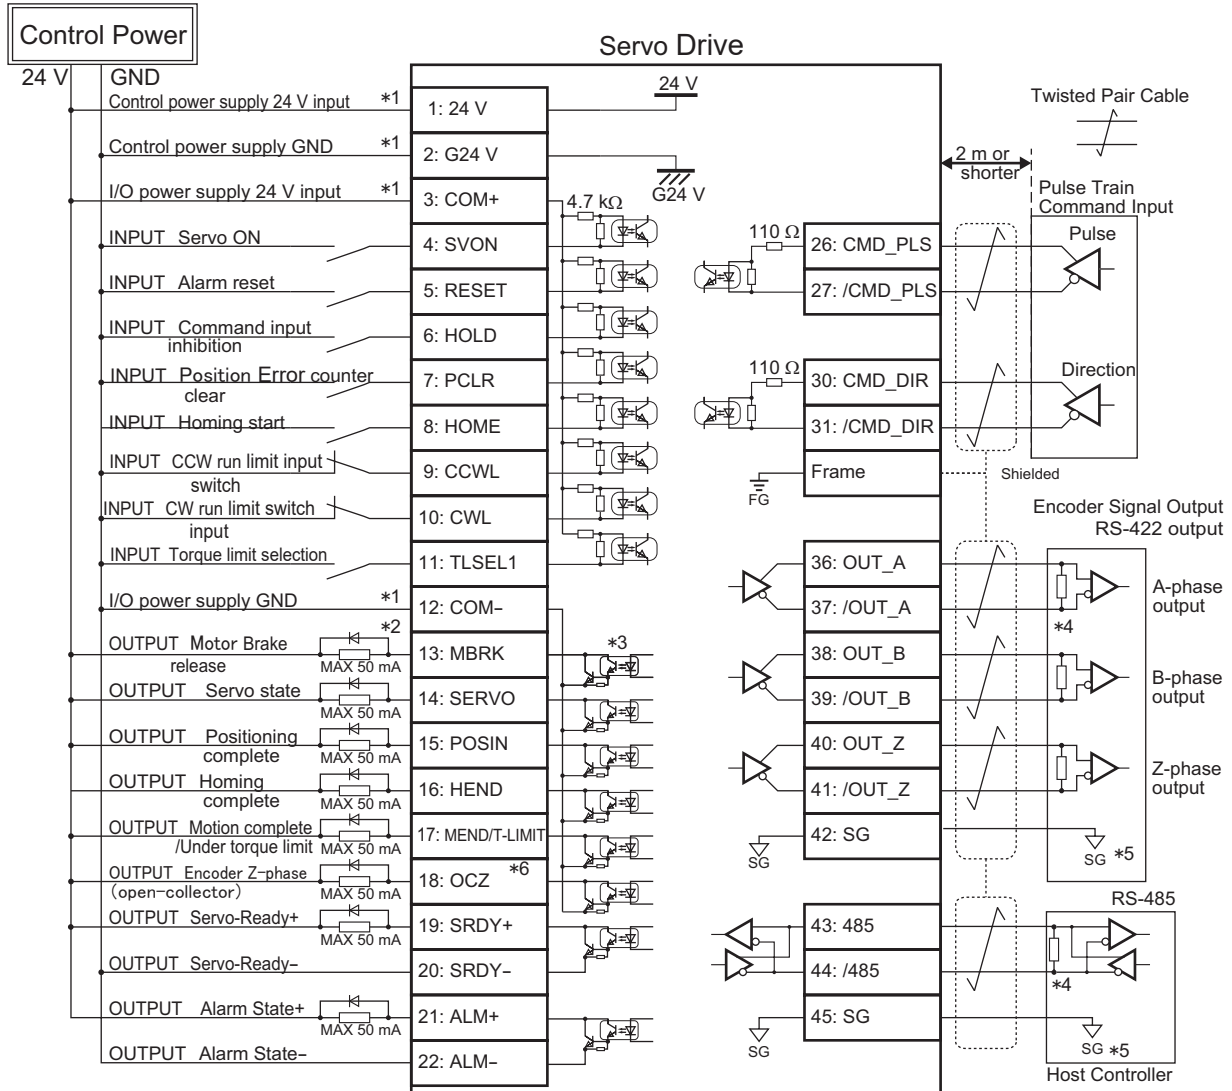 Control Power
Servo Drive
24 V
GND
Control power supply 24 V input *1
1: 24 V
24 V
Control power supply GND *1
2: G24 V
G24 V
I/O power supply 24 V input *1
3: COM+
4.7 kΩ
INPUT Servo ON
4: SVON
INPUT Alarm reset
5: RESET
INPUT Command input
inhibition
6: HOLD
INPUT Position Error counter
clear
7: PCLR
INPUT Homing start
8: HOME
INPUT CCW run limit input
switch
9: CCWL
INPUT CW run limit switch
input
10: CWL
INPUT Torque limit selection
11: TLSEL1
I/O power supply GND *1
12: COM−
*2
OUTPUT Motor Brake
release
MAX 50 mA
13: MBRK
*3
OUTPUT Servo state
MAX 50 mA
14: SERVO
OUTPUT Positioning
complete
MAX 50 mA
15: POSIN
OUTPUT Homing
complete
MAX 50 mA
16: HEND
OUTPUT Motion complete
/Under torque limit
MAX 50 mA
17: MEND/T-LIMIT
OUTPUT Encoder Z-phase
(open-collector)
MAX 50 mA
18: OCZ
*6
OUTPUT Servo-Ready+
MAX 50 mA
19: SRDY+
OUTPUT Servo-Ready−
20: SRDY−
OUTPUT Alarm State+
MAX 50 mA
21: ALM+
OUTPUT Alarm State−
22: ALM−
Twisted Pair Cable
2 m or
shorter
Pulse Train
Command Input
110 Ω
26: CMD_PLS
Pulse
27: /CMD_PLS
110 Ω
30: CMD_DIR
Direction
31: /CMD_DIR
FG
Frame
Shielded
Encoder Signal Output
RS-422 output
36: OUT_A
37: /OUT_A
*4
A-phase
output
38: OUT_B
39: /OUT_B
B-phase
output
40: OUT_Z
41: /OUT_Z
Z-phase
output
SG
42: SG
SG *5
RS-485
43: 485
44: /485
*4
SG
45: SG
SG *5
Host Controller